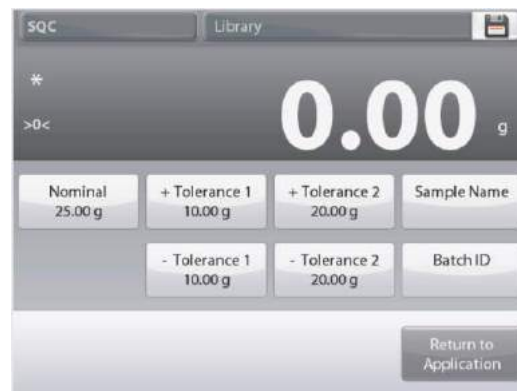 SQC Library
*
>0<
0.00 g
Nominal + Tolerance 1 + Tolerance 2 Sample Name
25.00 g 10.00 g 20.00 g
- Tolerance 1 - Tolerance 2 Batch ID
10.00 g 20.00 g
Return to
Application